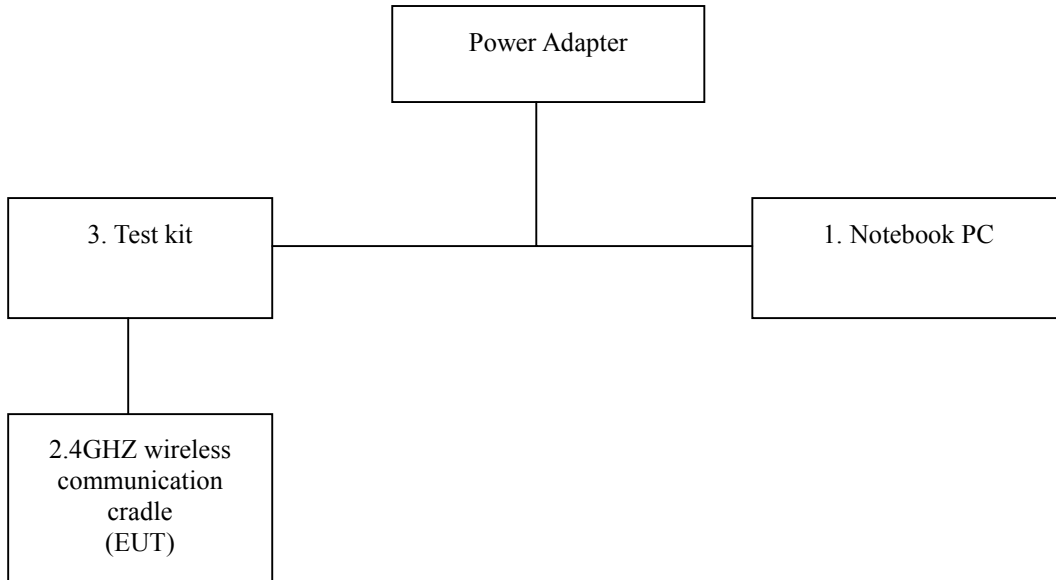 Power Adapter
3. Test kit
1. Notebook PC
2.4GHZ wireless
communication
cradle
(EUT)